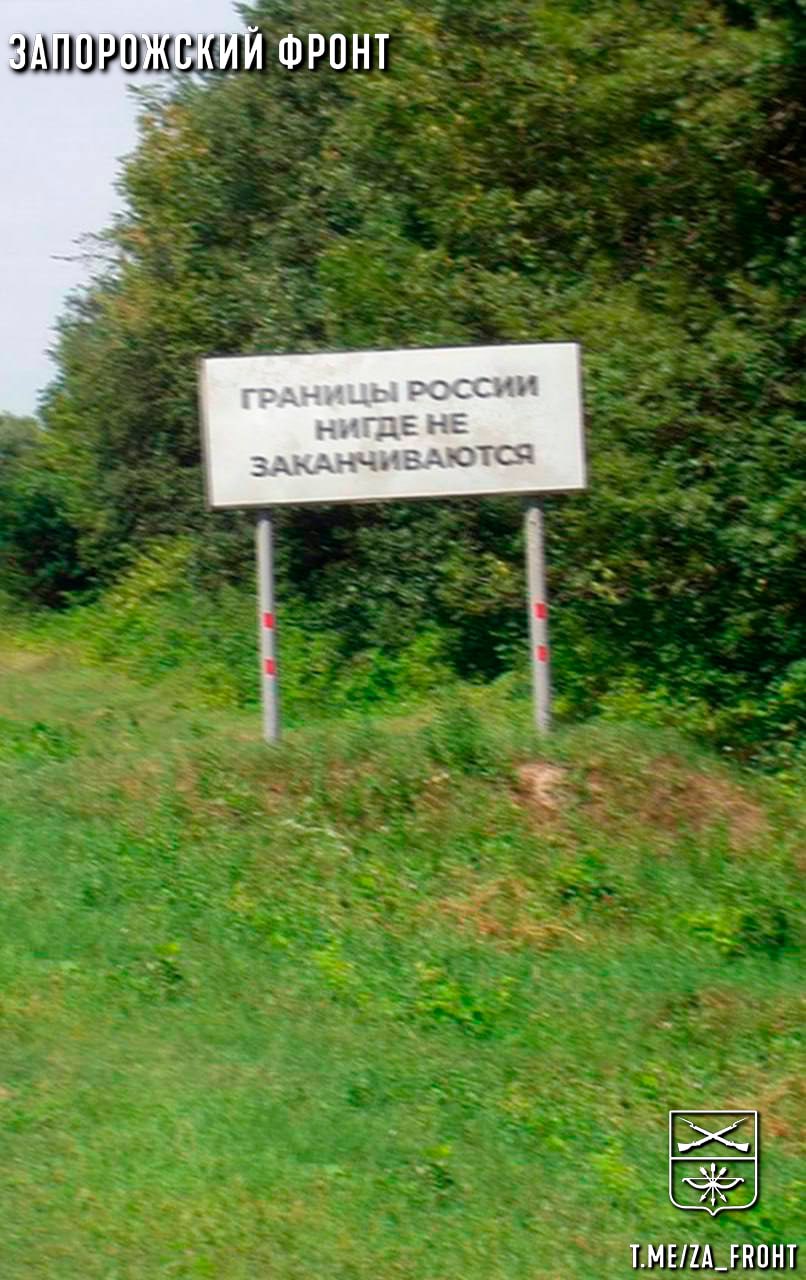 ЗАПОРОЖСКИЙ ФРОНТ
ГРАНИЦЫ РОССИИ
НИГДЕ НЕ
ЗАКАНЧИВАЮТСЯ
T.ME/ZA_FROHT